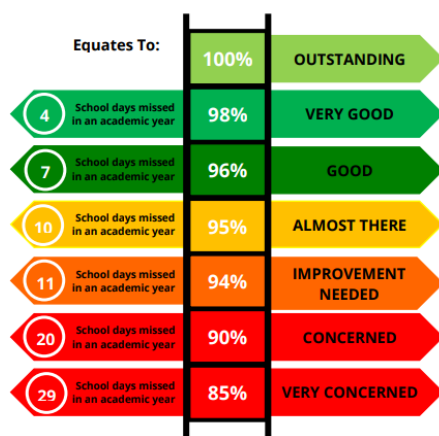 Equates To:
100%
OUTSTANDING
4
School days missed
in an academic year
98%
VERY GOOD
7
School days missed
in an academic year
96%
GOOD
10
School days missed
in an academic year
95%
ALMOST THERE
11
School days missed
in an academic year
94%
IMPROVEMENT
NEEDED
20
School days missed
in an academic year
90%
CONCERNED
29
School days missed
in an academic year
85%
VERY CONCERNED